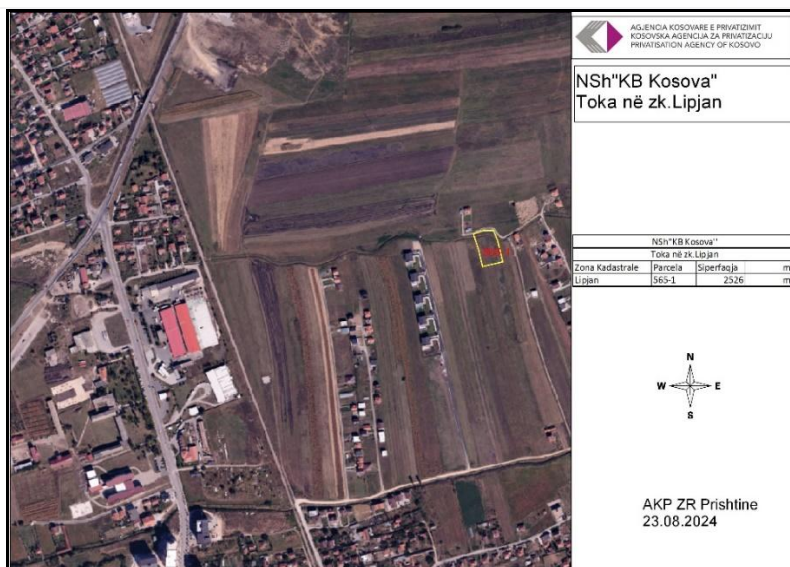 AGJENCIA KOSOVARE E PRIVATIZIMIT
KOSOVSKA AGENCIJA ZA PRIVATIZACIJU
PRIVATISATION AGENCY OF KOSOVO
NSh"KB Kosova"
Toka në zk.Lipjan
NSh"KB Kosova"
Toka në zk.Lipjan
Zona Kadastrale Parcela Siperfaqja m
Lipjan 565-1 2526 m
N
W E
S
AKP ZR Prishtine
23.08.2024